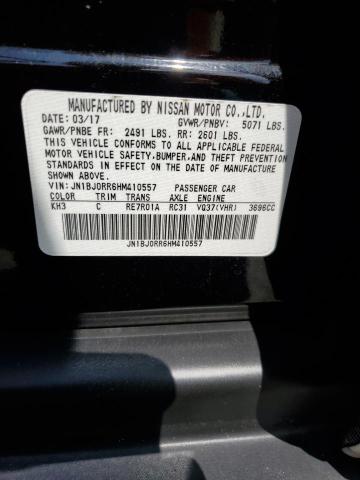 MANUFACTURED BY NISSAN MOTOR CO.,LTD.
DATE: 03/17 GVWR/PNBV: 5071 LBS.
GAWR/PNBE FR: 2491 LBS. RR: 2601 LBS.
THIS VEHICLE CONFORMS TO ALL APPLICABLE FEDERAL
MOTOR VEHICLE SAFETY,BUMPER,AND THEFT PREVENTION
STANDARDS IN EFFECT ON THE DATE OF MANUFACTURE
SHOWN ABOVE.
VIN/NIV:JN1BJ0RR6HM410557 PASSENGER CAR
COLOR TRIM TRANS AXLE ENGINE
KH3 C RE7R01A RC31 VQ37(VHR) 3696CC
JN1BJ0RR6HM410557